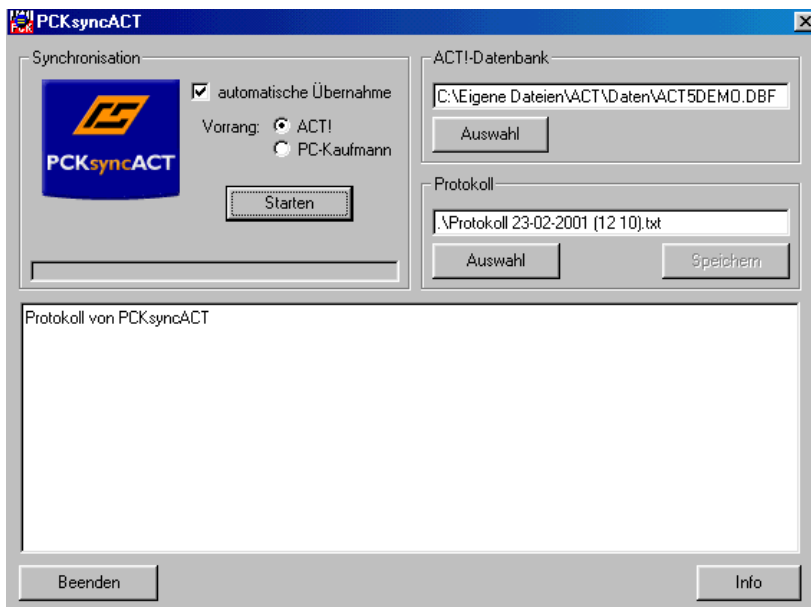 PCKsyncACT
Synchronisation
PCKsyncACT
automatische Übernahme
Vorrang:
ACT!
PC-Kaufmann
Starten
ACT!-Datenbank
C:\Eigene Dateien\ACT\Daten\ACT5DEMO.DBF
Auswahl
Protokoll
.\Protokoll 23-02-2001 (12 10).txt
Auswahl
Speichern
Protokoll von PCKsyncACT
Beenden
Info